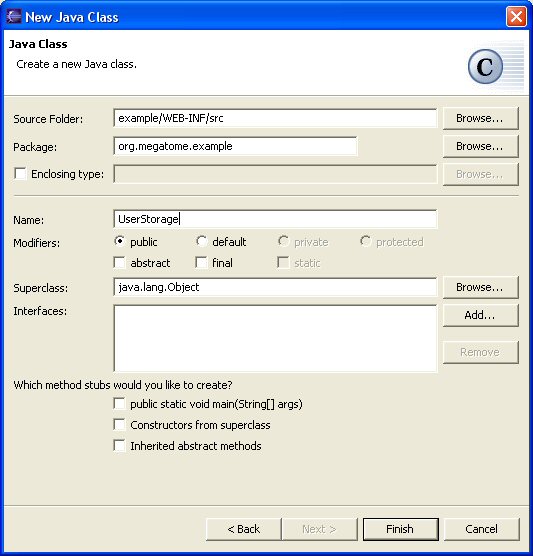 New Java Class
Java Class
Create a new Java class.
C
Source Folder: example/WEB-INF/src Browse...
Package: org.megatome.example Browse...
Enclosing type: Browse...
Name: UserStorage
Modifiers: public default private protected
abstract final static
Superclass: java.lang.Object Browse...
Interfaces: Add...
Remove
Which method stubs would you like to create?
public static void main(String[] args)
Constructors from superclass
Inherited abstract methods
< Back Next > Finish Cancel